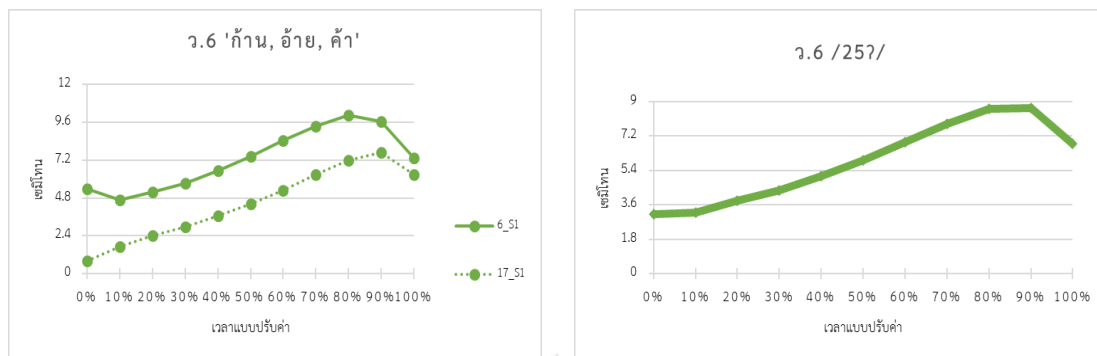 ว.6 'ก้าน, อ้าย, ค้า'
12
9.6
7.2
4.8
2.4
0
เซมิโทน
0% 10% 20% 30% 40% 50% 60% 70% 80% 90% 100%
เวลาแบบปรับค่า
6_S1
17_S1
ว.6 /25ʔ/
9
7.2
5.4
3.6
1.8
0
เซมิโทน
0% 10% 20% 30% 40% 50% 60% 70% 80% 90% 100%
เวลาแบบปรับค่า